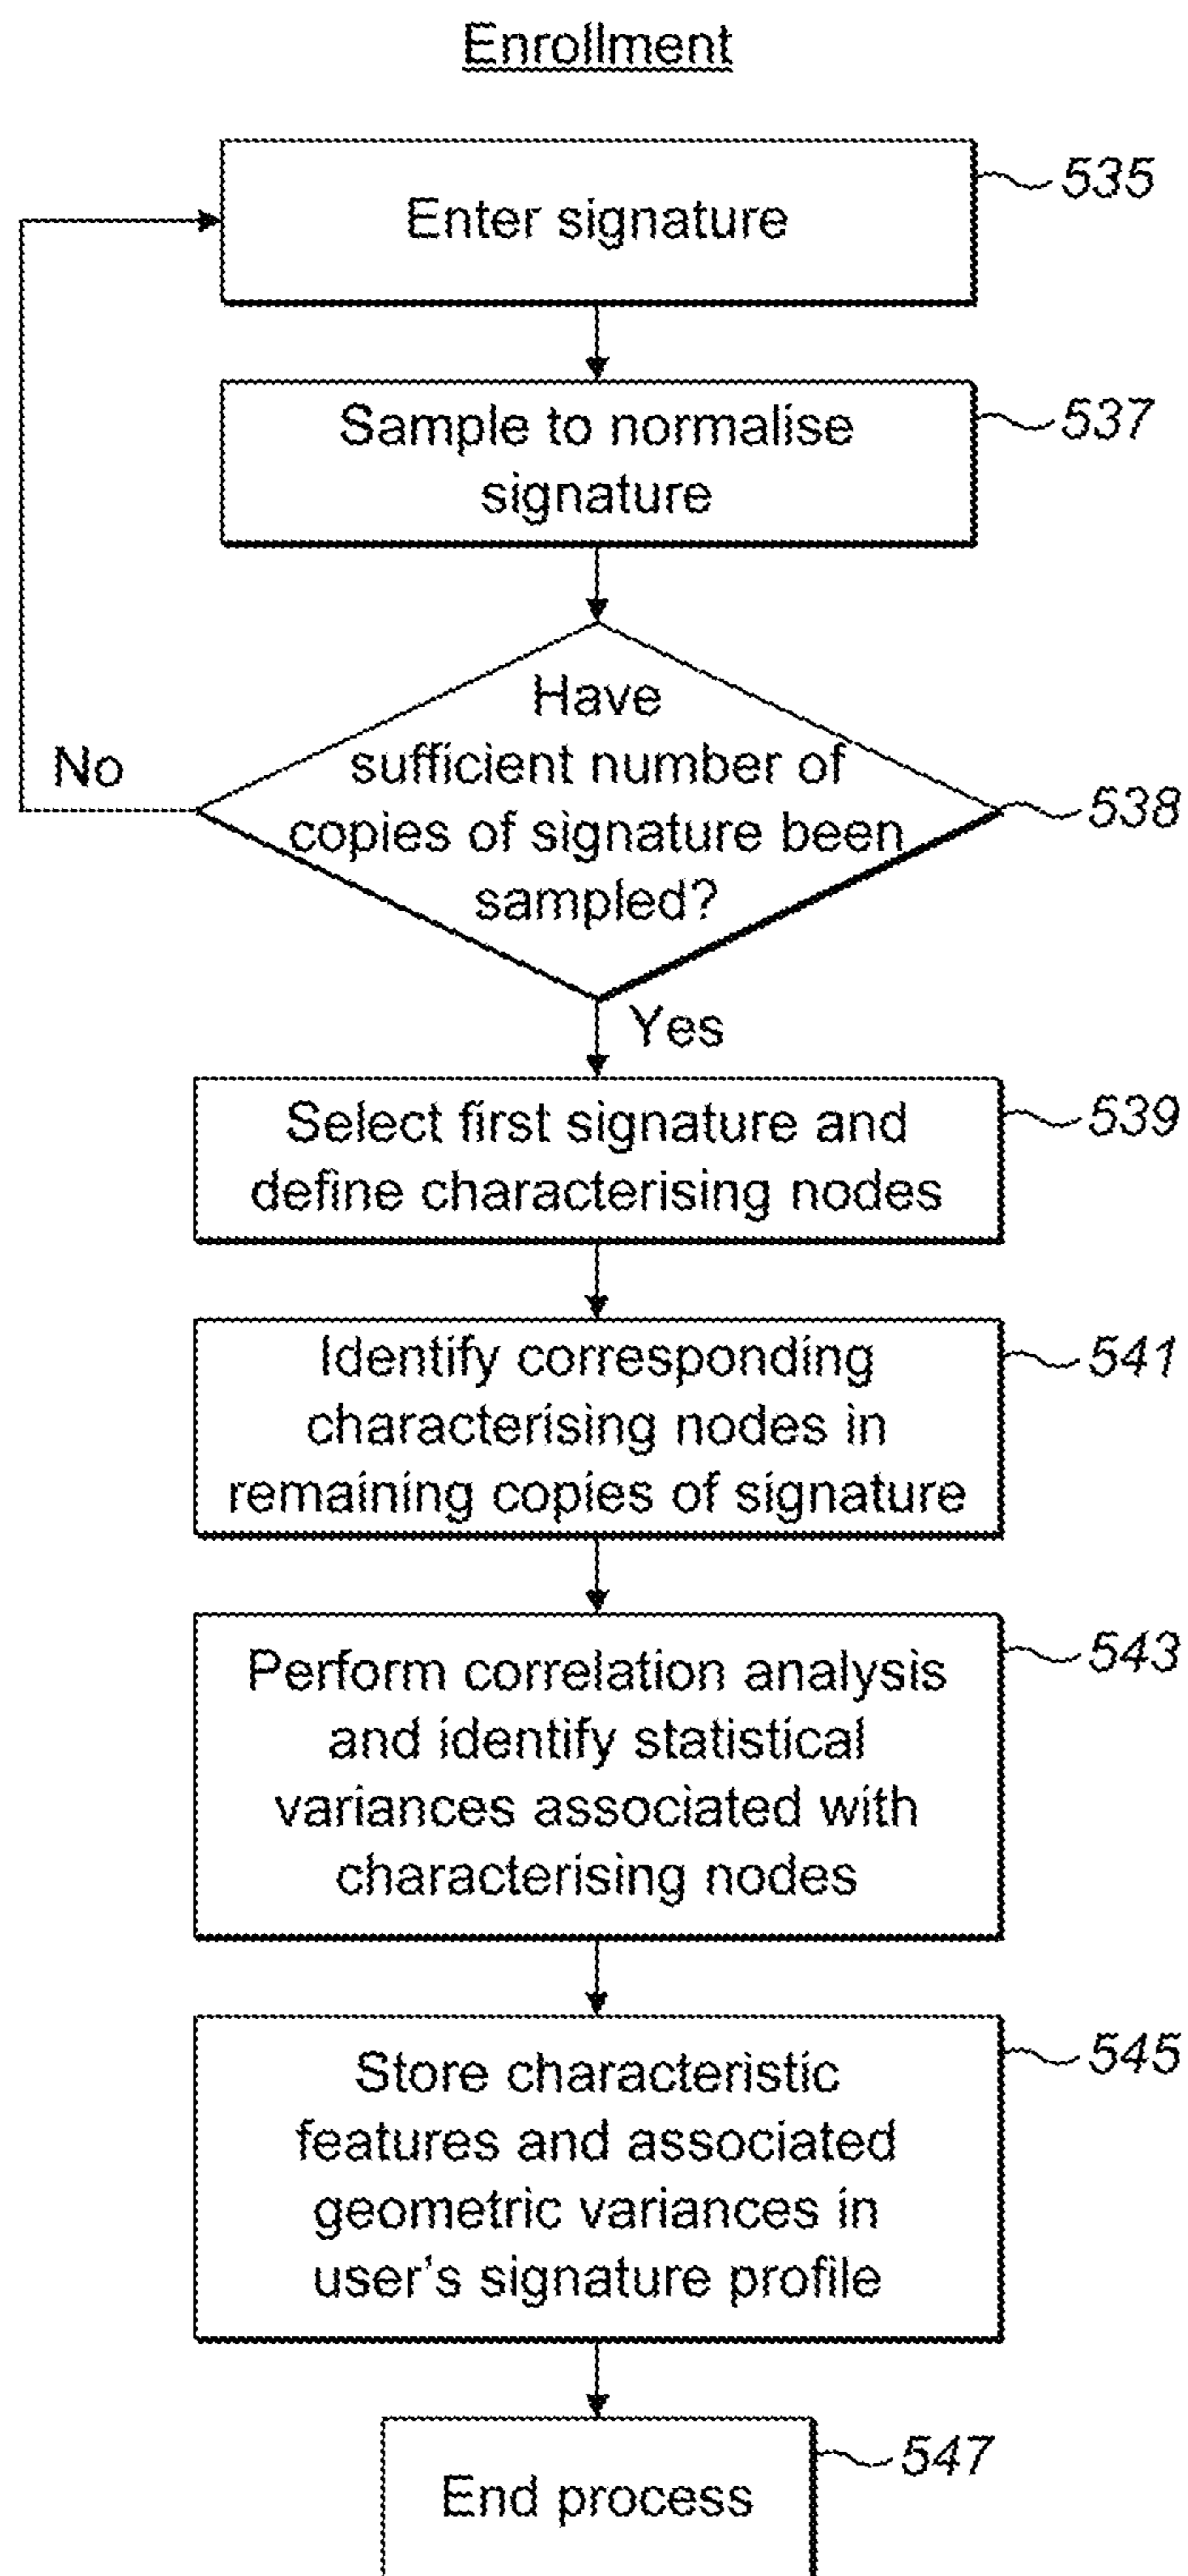 Enrollment
Enter signature
535
Sample to normalise
signature
537
Have
sufficient number of
copies of signature been
sampled?
538
No
Yes
Select first signature and
define characterising nodes
539
Identify corresponding
characterising nodes in
remaining copies of signature
541
Perform correlation analysis
and identify statistical
variances associated with
characterising nodes
543
Store characteristic
features and associated
geometric variances in
user's signature profile
545
End process
547